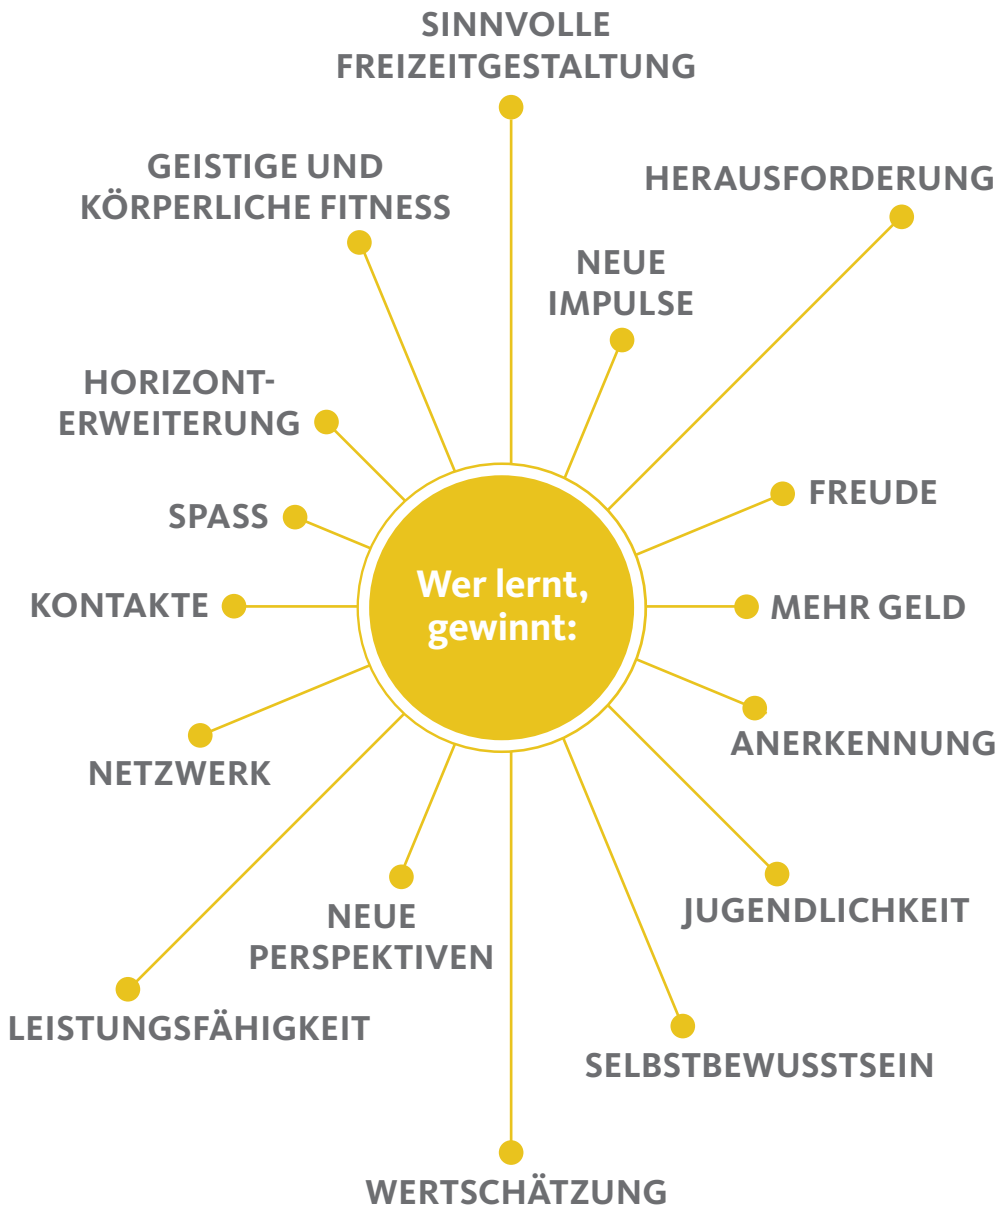 SINNVOLLE
FREIZEITGESTALTUNG
GEISTIGE UND
KÖRPERLICHE FITNESS
HERAUSFORDERUNG
NEUE
IMPULSE
HORIZONT-
ERWEITERUNG
FREUDE
SPASS
Wer lernt,
gewinnt:
KONTAKTE
MEHR GELD
ANERKENNUNG
NETZWERK
JUGENDLICHKEIT
NEUE
PERSPEKTIVEN
LEISTUNGSFÄHIGKEIT
SELBSTBEWUSSTSEIN
WERTSCHÄTZUNG